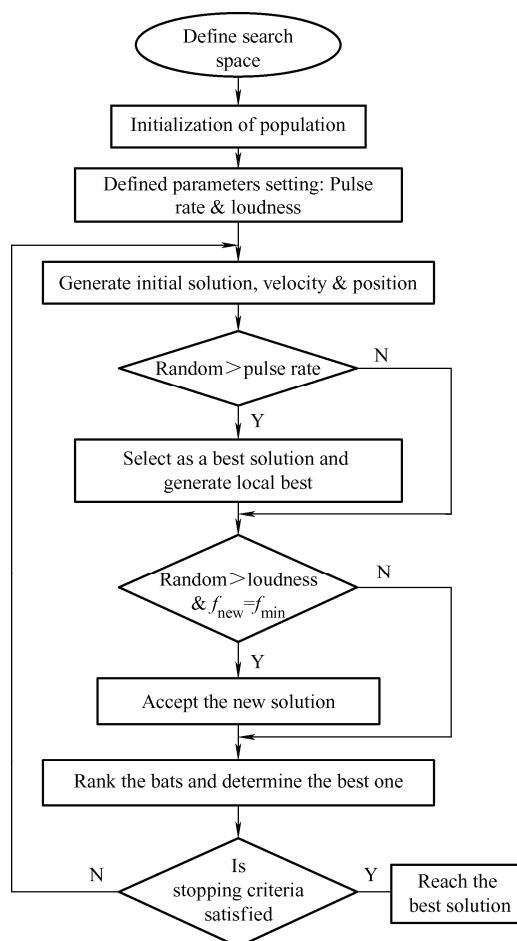 Define search
space
Initialization of population
Defined parameters setting: Pulse
rate & loudness
Generate initial solution, velocity & position
Random＞pulse rate
N
Y
Select as a best solution and
generate local best
Random＞loudness
& fnew=fmin
N
Y
Accept the new solution
Rank the bats and determine the best one
Is
stopping criteria
satisfied
N
Y
Reach the
best solution